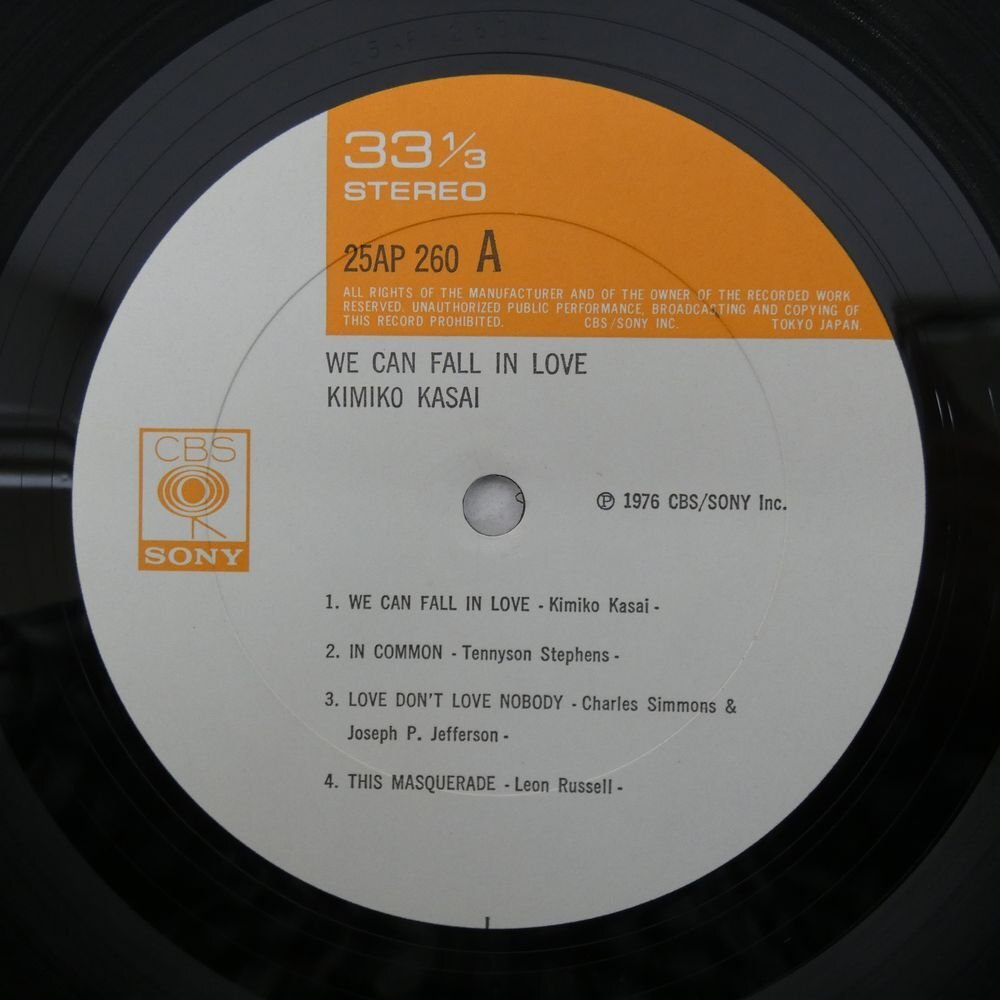 33 1/3
STEREO
25AP 260 A
ALL RIGHTS OF THE MANUFACTURER AND OF THE OWNER OF THE RECORDED WORK
RESERVED. UNAUTHORIZED PUBLIC PERFORMANCE, BROADCASTING AND COPYING OF
THIS RECORD PROHIBITED. CBS/SONY INC. TOKYO JAPAN.
WE CAN FALL IN LOVE
KIMIKO KASAI
CBS
SONY
℗ 1976 CBS/SONY Inc.
1. WE CAN FALL IN LOVE - Kimiko Kasai -
2. IN COMMON - Tennyson Stephens -
3. LOVE DON'T LOVE NOBODY - Charles Simmons &
Joseph P. Jefferson -
4. THIS MASQUERADE - Leon Russell -